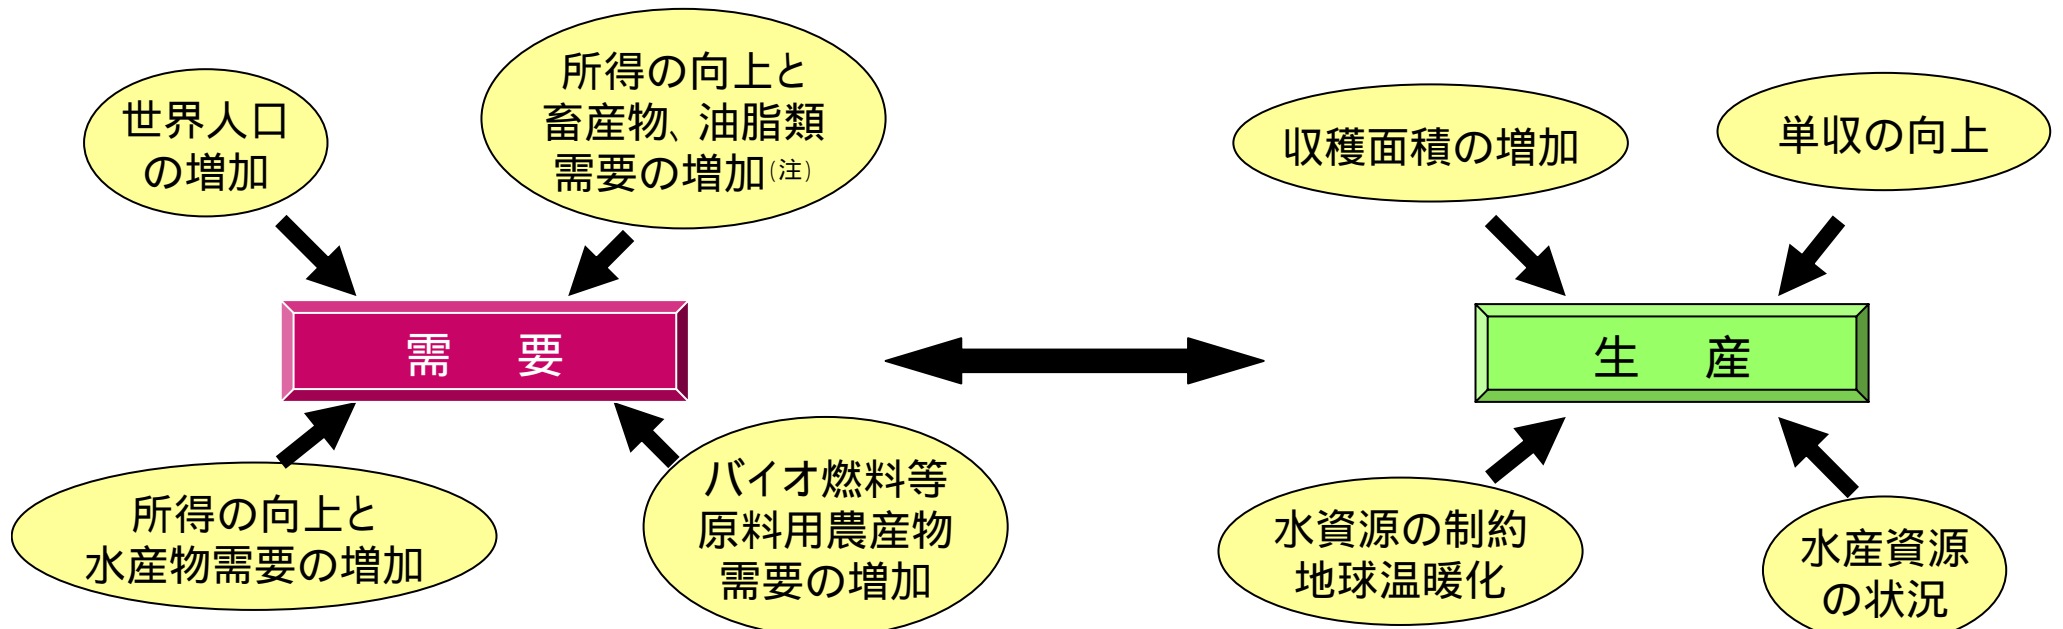 世界人口
の増加
所得の向上と
畜産物、油脂類
需要の増加(注)
収穫面積の増加
単収の向上
需 要
生 産
所得の向上と
水産物需要の増加
バイオ燃料等
原料用農産物
需要の増加
水資源の制約
地球温暖化
水産資源
の状況